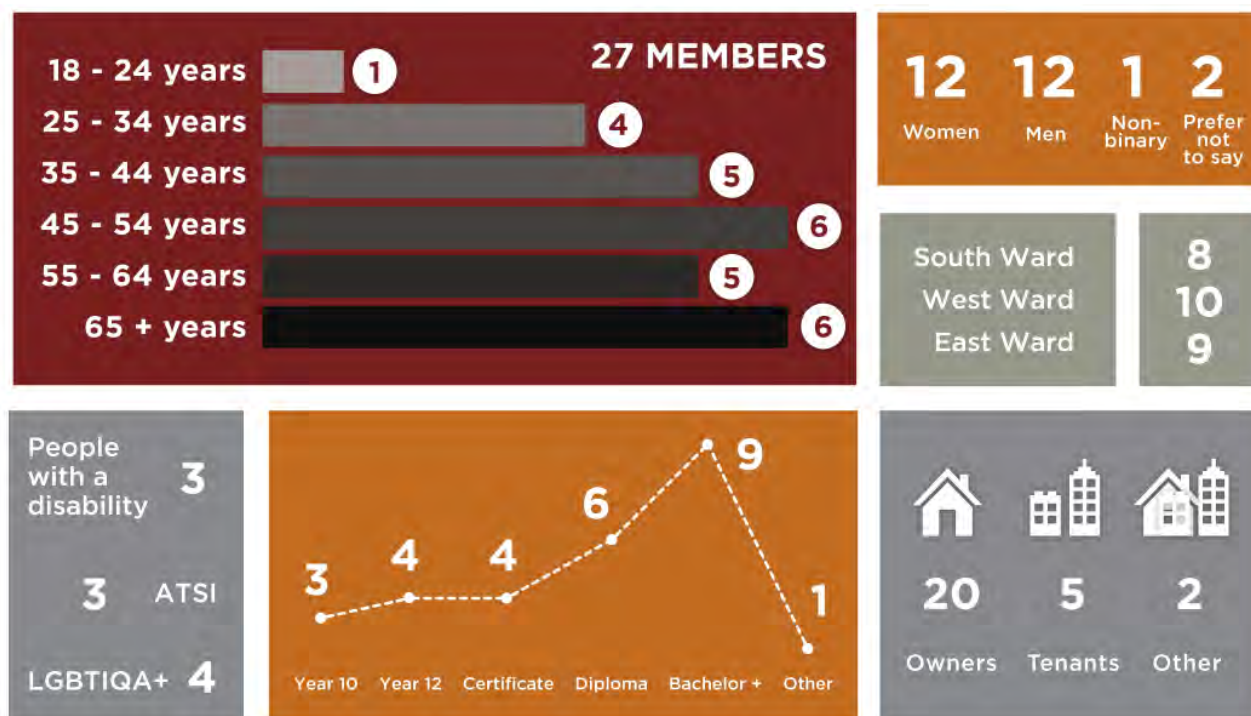 27 MEMBERS
18 - 24 years 1
25 - 34 years 4
35 - 44 years 5
45 - 54 years 6
55 - 64 years 5
65 + years 6
12 12 1 2
Women Men Non-
binary Prefer
not
to say
South Ward 8
West Ward 10
East Ward 9
People
with a
disability 3
3 ATSI
LGBTIQA+ 4
3 4 4 6 9 1
Year 10 Year 12 Certificate Diploma Bachelor + Other
20 5 2
Owners Tenants Other